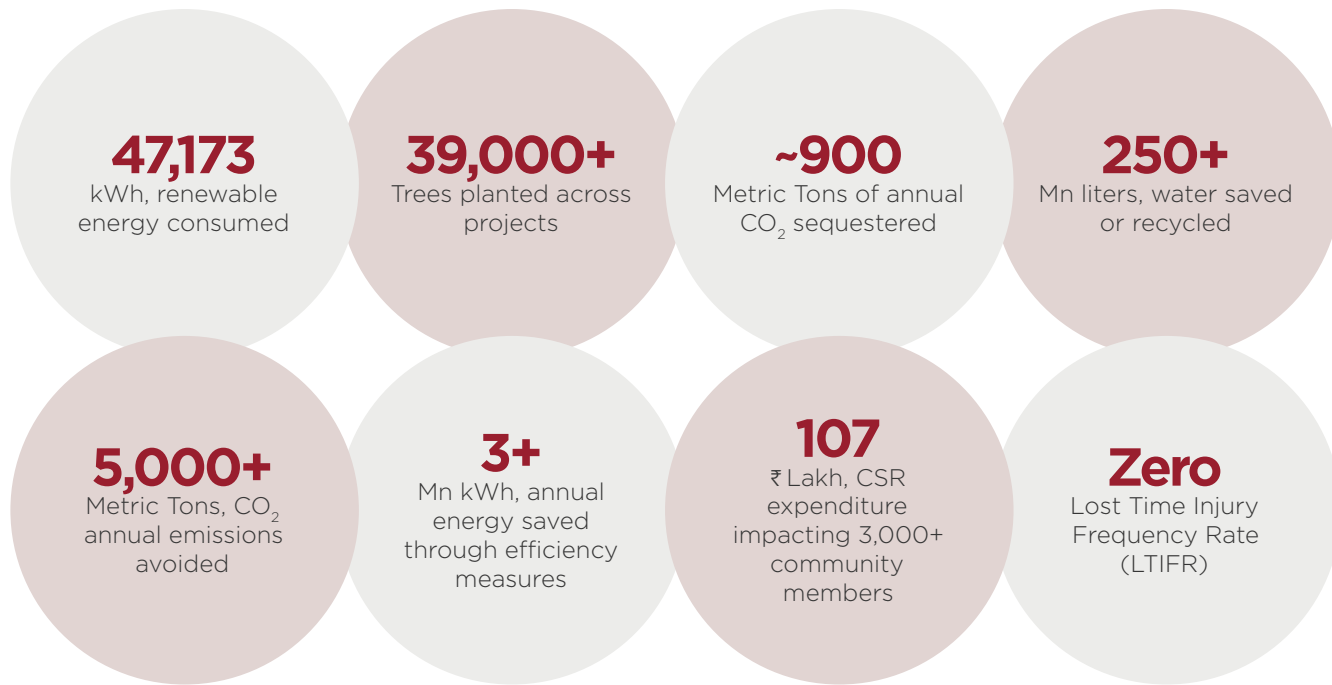 47,173
kWh, renewable
energy consumed
39,000+
Trees planted across
projects
~900
Metric Tons of annual
CO₂ sequestered
250+
Mn liters, water saved
or recycled
5,000+
Metric Tons, CO₂
annual emissions
avoided
3+
Mn kWh, annual
energy saved
through efficiency
measures
107
₹ Lakh, CSR
expenditure
impacting 3,000+
community
members
Zero
Lost Time Injury
Frequency Rate
(LTIFR)